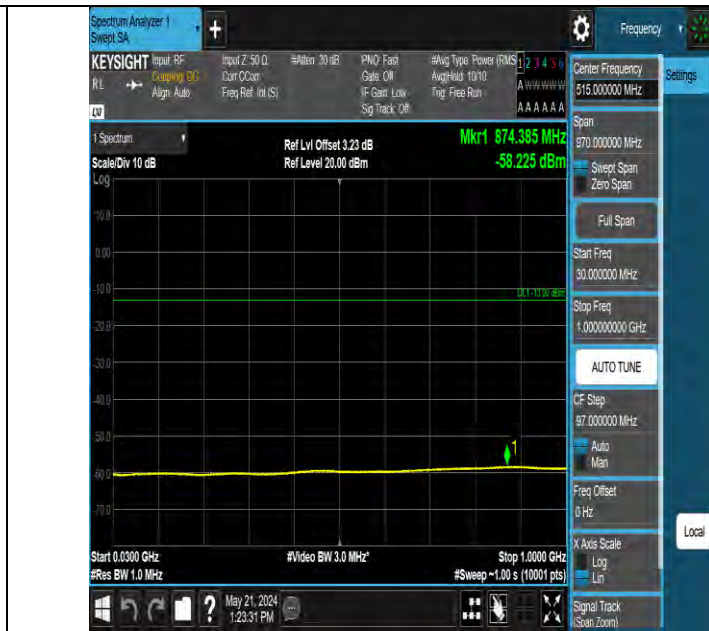 Spectrum Analyzer 1
Swept SA
+
Frequency
KEYSIGHT
RL
Input: RF
Coupling: DC
Align: Auto
Input Z: 50 Ω
Corr CCorr
Freq Ref: Int (S)
#Atten: 30 dB
PNO: Fast
Gate: Off
IF Gain: Low
Sig Track: Off
#Avg Type: Power (RMS)
Avg|Hold: 10/10
Trig: Free Run
1 2 3 4 5 6
A W W W W W
A A A A A A
Center Frequency
515.000000 MHz
Settings
Span
970.000000 MHz
Swept Span
Zero Span
Full Span
Start Freq
30.000000 MHz
Stop Freq
1.000000000 GHz
AUTO TUNE
CF Step
97.000000 MHz
Auto
Man
Freq Offset
0 Hz
X Axis Scale
Log
Lin
Local
Signal Track
(Span Zoom)
1 Spectrum
Scale/Div 10 dB
Log
Ref Lvl Offset 3.23 dB
Ref Level 20.00 dBm
Mkr1 874.385 MHz
-58.225 dBm
10.0
0.00
-10.0
DL1 -13.00 dBm
-20.0
-30.0
-40.0
-50.0
1
-60.0
-70.0
Start 0.0300 GHz
#Res BW 1.0 MHz
#Video BW 3.0 MHz*
Stop 1.0000 GHz
#Sweep ~1.00 s (10001 pts)
?
May 21, 2024
1:23:31 PM